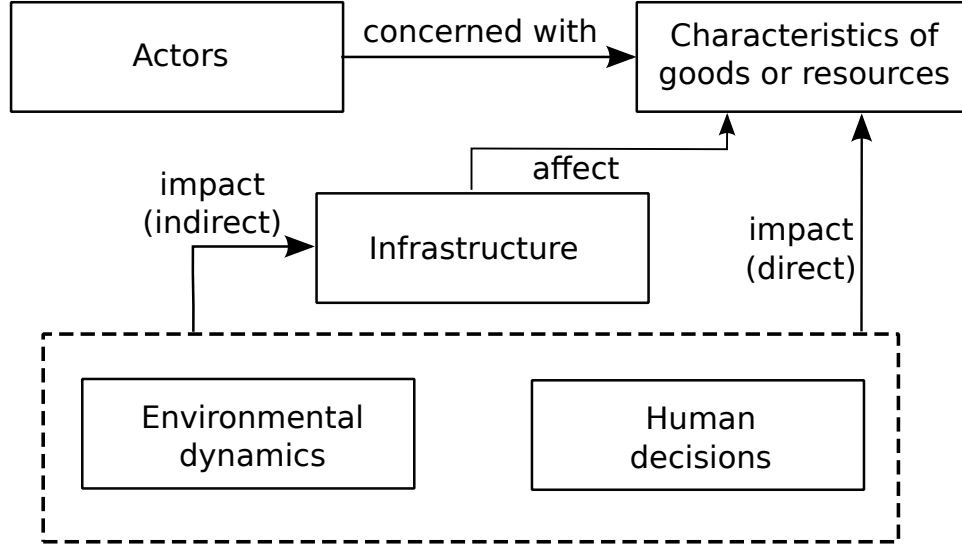 Actors
concerned with
Characteristics of
goods or resources
impact
(indirect)
affect
Infrastructure
impact
(direct)
Environmental
dynamics
Human
decisions